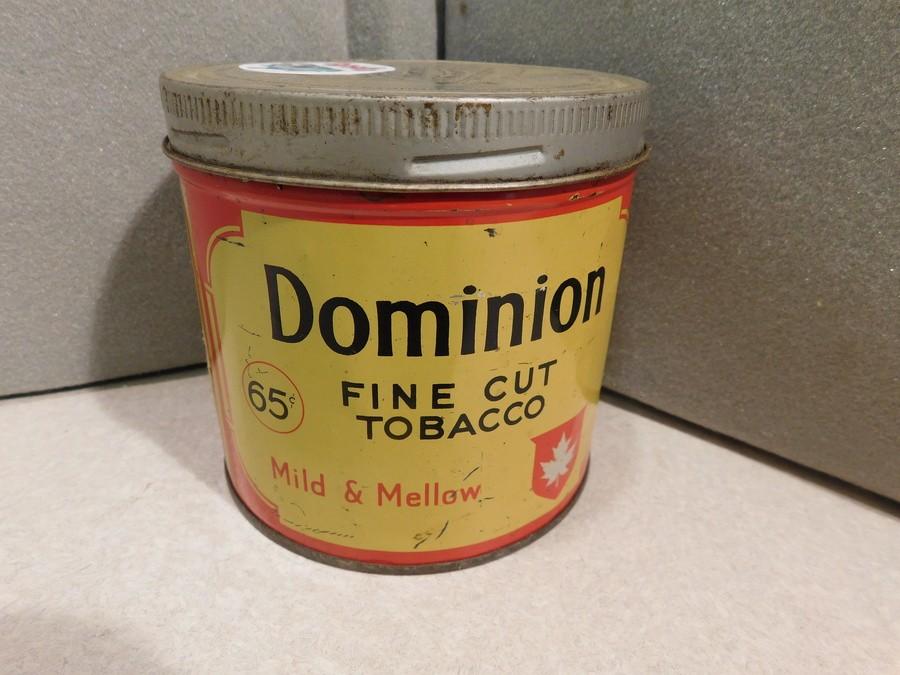 Dominion
65¢
FINE CUT
TOBACCO
Mild & Mellow